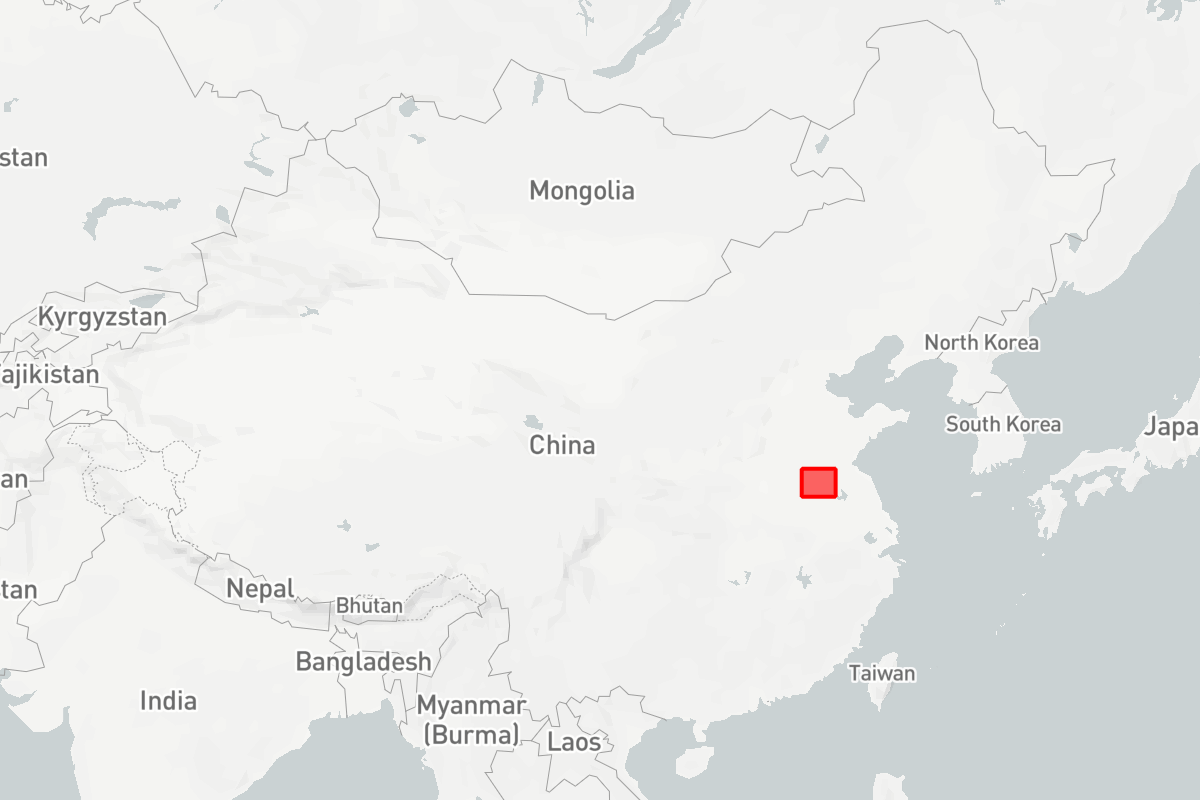 stan
Mongolia
Kyrgyzstan
North Korea
ajikistan
South Korea
Japa
China
an
stan
Nepal
Bhutan
Bangladesh
Taiwan
India
Myanmar
(Burma)
Laos